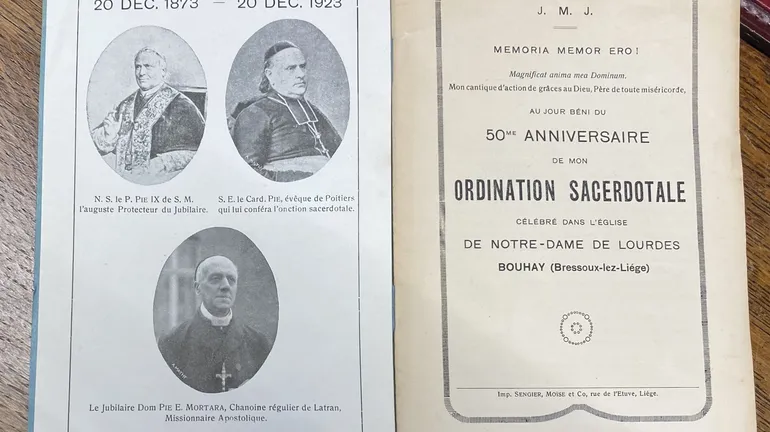 20 DEC. 1873 — 20 DEC. 1923
N. S. le P. PIE IX de S. M.
l'auguste Protecteur du Jubilaire.
S. E. le Card. PIE, évêque de Poitiers
qui lui conféra l'onction sacerdotale.
Le Jubilaire Dom PIE E. MORTARA, Chanoine régulier de Latran,
Missionnaire Apostolique.
J. M. J.
MEMORIA MEMOR ERO!
Magnificat anima mea Dominum.
Mon cantique d'action de grâces au Dieu, Père de toute miséricorde,
AU JOUR BÉNI DU
50ME ANNIVERSAIRE
DE MON
ORDINATION SACERDOTALE
CÉLÉBRÉ DANS L'ÉGLISE
DE NOTRE-DAME DE LOURDES
BOUHAY (Bressoux-lez-Liége)
Imp. SENGIER, MOÏSE et Co, rue de l'Etuve, Liége.